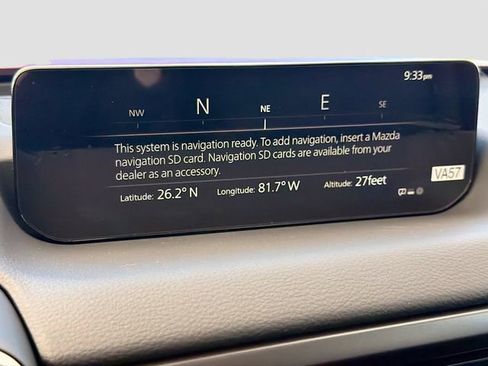 9:33pm
NW N NE E SE
This system is navigation ready. To add navigation, insert a Mazda
navigation SD card. Navigation SD cards are available from your
dealer as an accessory.
Latitude: 26.2° N Longitude: 81.7° W Altitude: 27feet
VA57